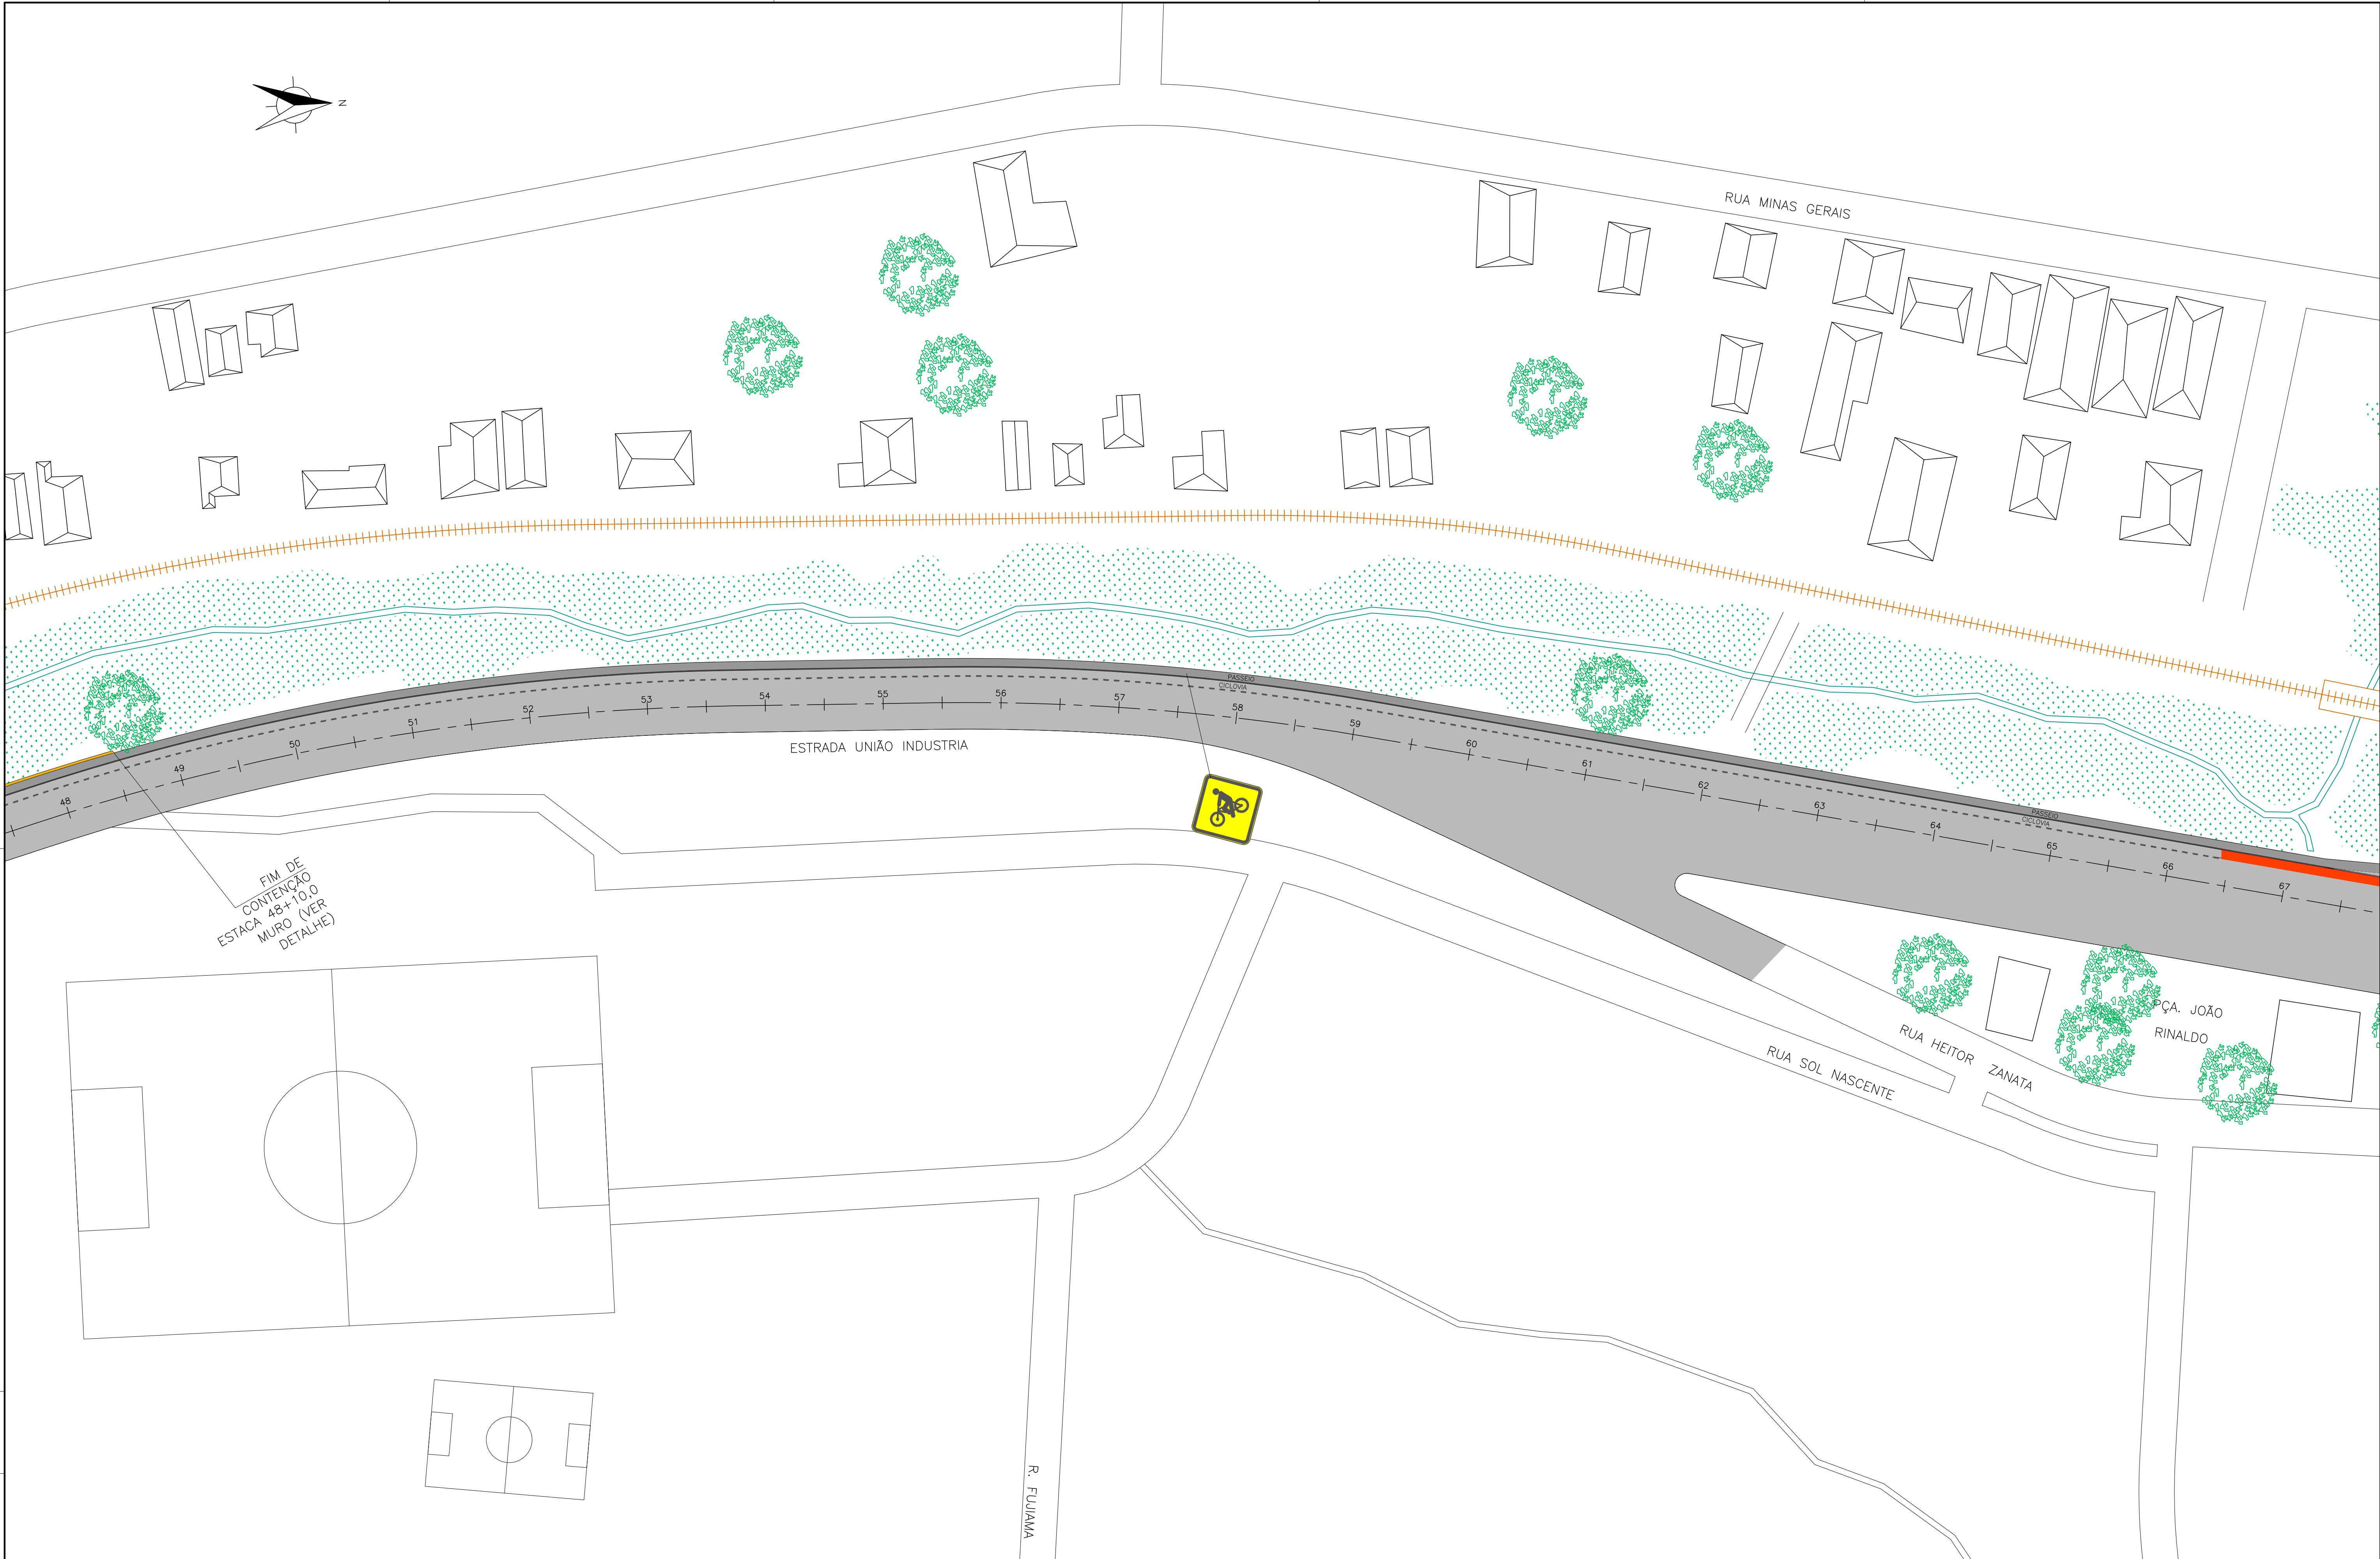 N
RUA MINAS GERAIS
PASSEIO
CICLOVIA
48
49
50
51
52
53
54
55
56
57
58
59
60
61
62
63
64
65
66
67
ESTRADA UNIÃO INDUSTRIA
PASSEIO
CICLOVIA
FIM DE
CONTENÇÃO
ESTACA 48+10,0
MURO (VER
DETALHE)
PÇA. JOÃO
RINALDO
RUA HEITOR ZANATA
RUA SOL NASCENTE
R. FUJIAMA